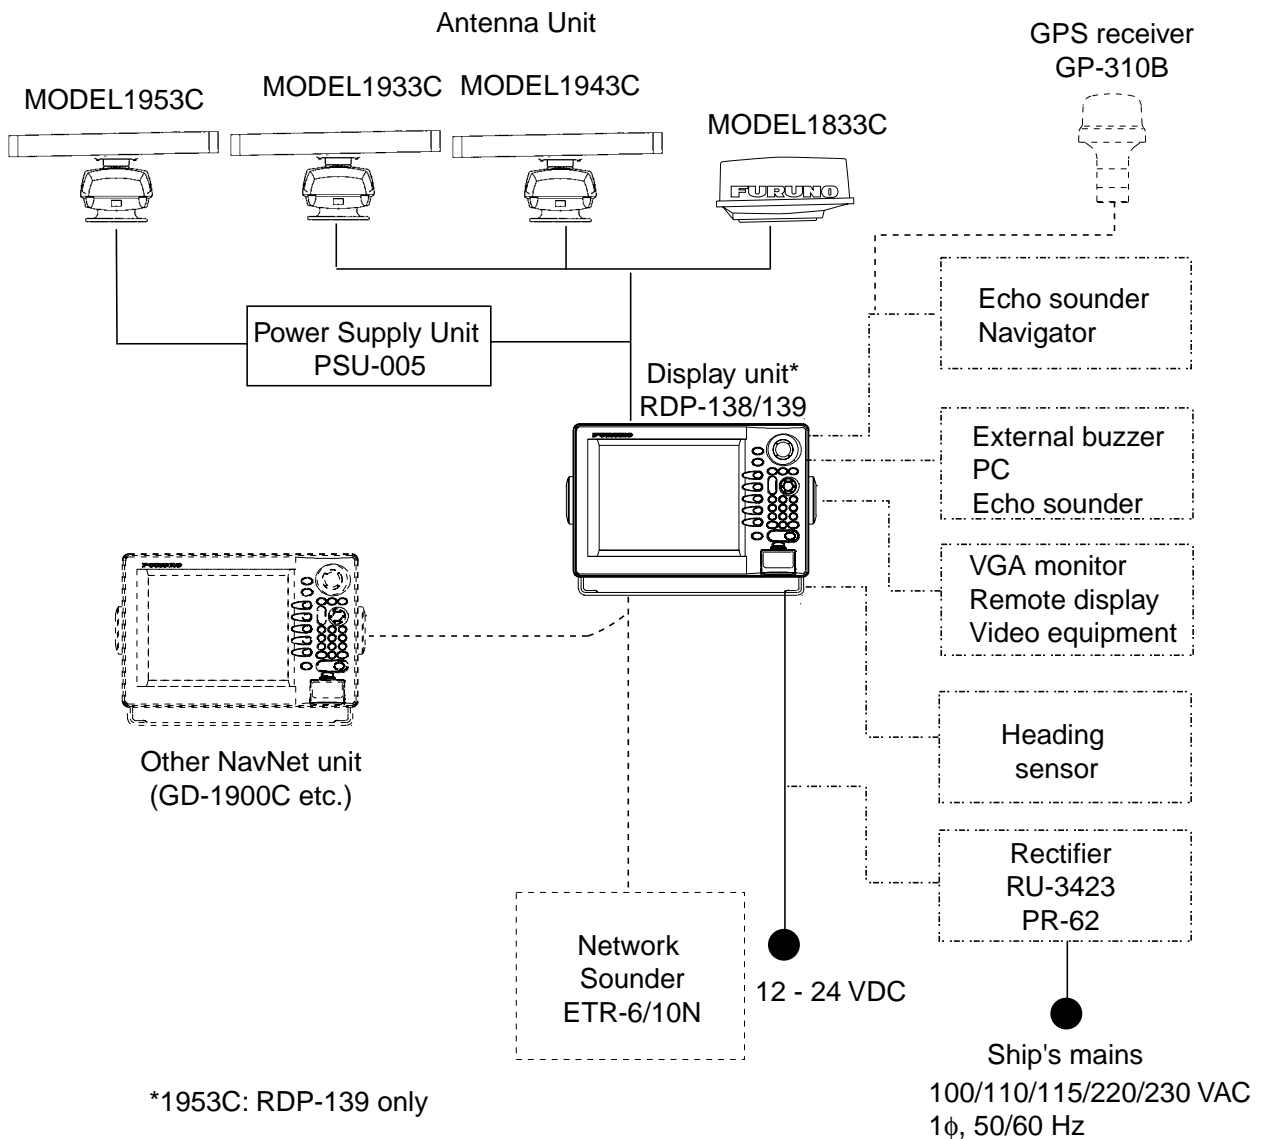 Antenna Unit
GPS receiver
GP-310B
MODEL1953C
MODEL1933C
MODEL1943C
MODEL1833C
FURUNO
Echo sounder
Navigator
Power Supply Unit
PSU-005
Display unit*
RDP-138/139
FURUNO
External buzzer
PC
Echo sounder
VGA monitor
Remote display
Video equipment
FURUNO
Other NavNet unit
(GD-1900C etc.)
Heading
sensor
Rectifier
RU-3423
PR-62
Network
Sounder
ETR-6/10N
12 - 24 VDC
Ship's mains
100/110/115/220/230 VAC
1ϕ, 50/60 Hz
*1953C: RDP-139 only